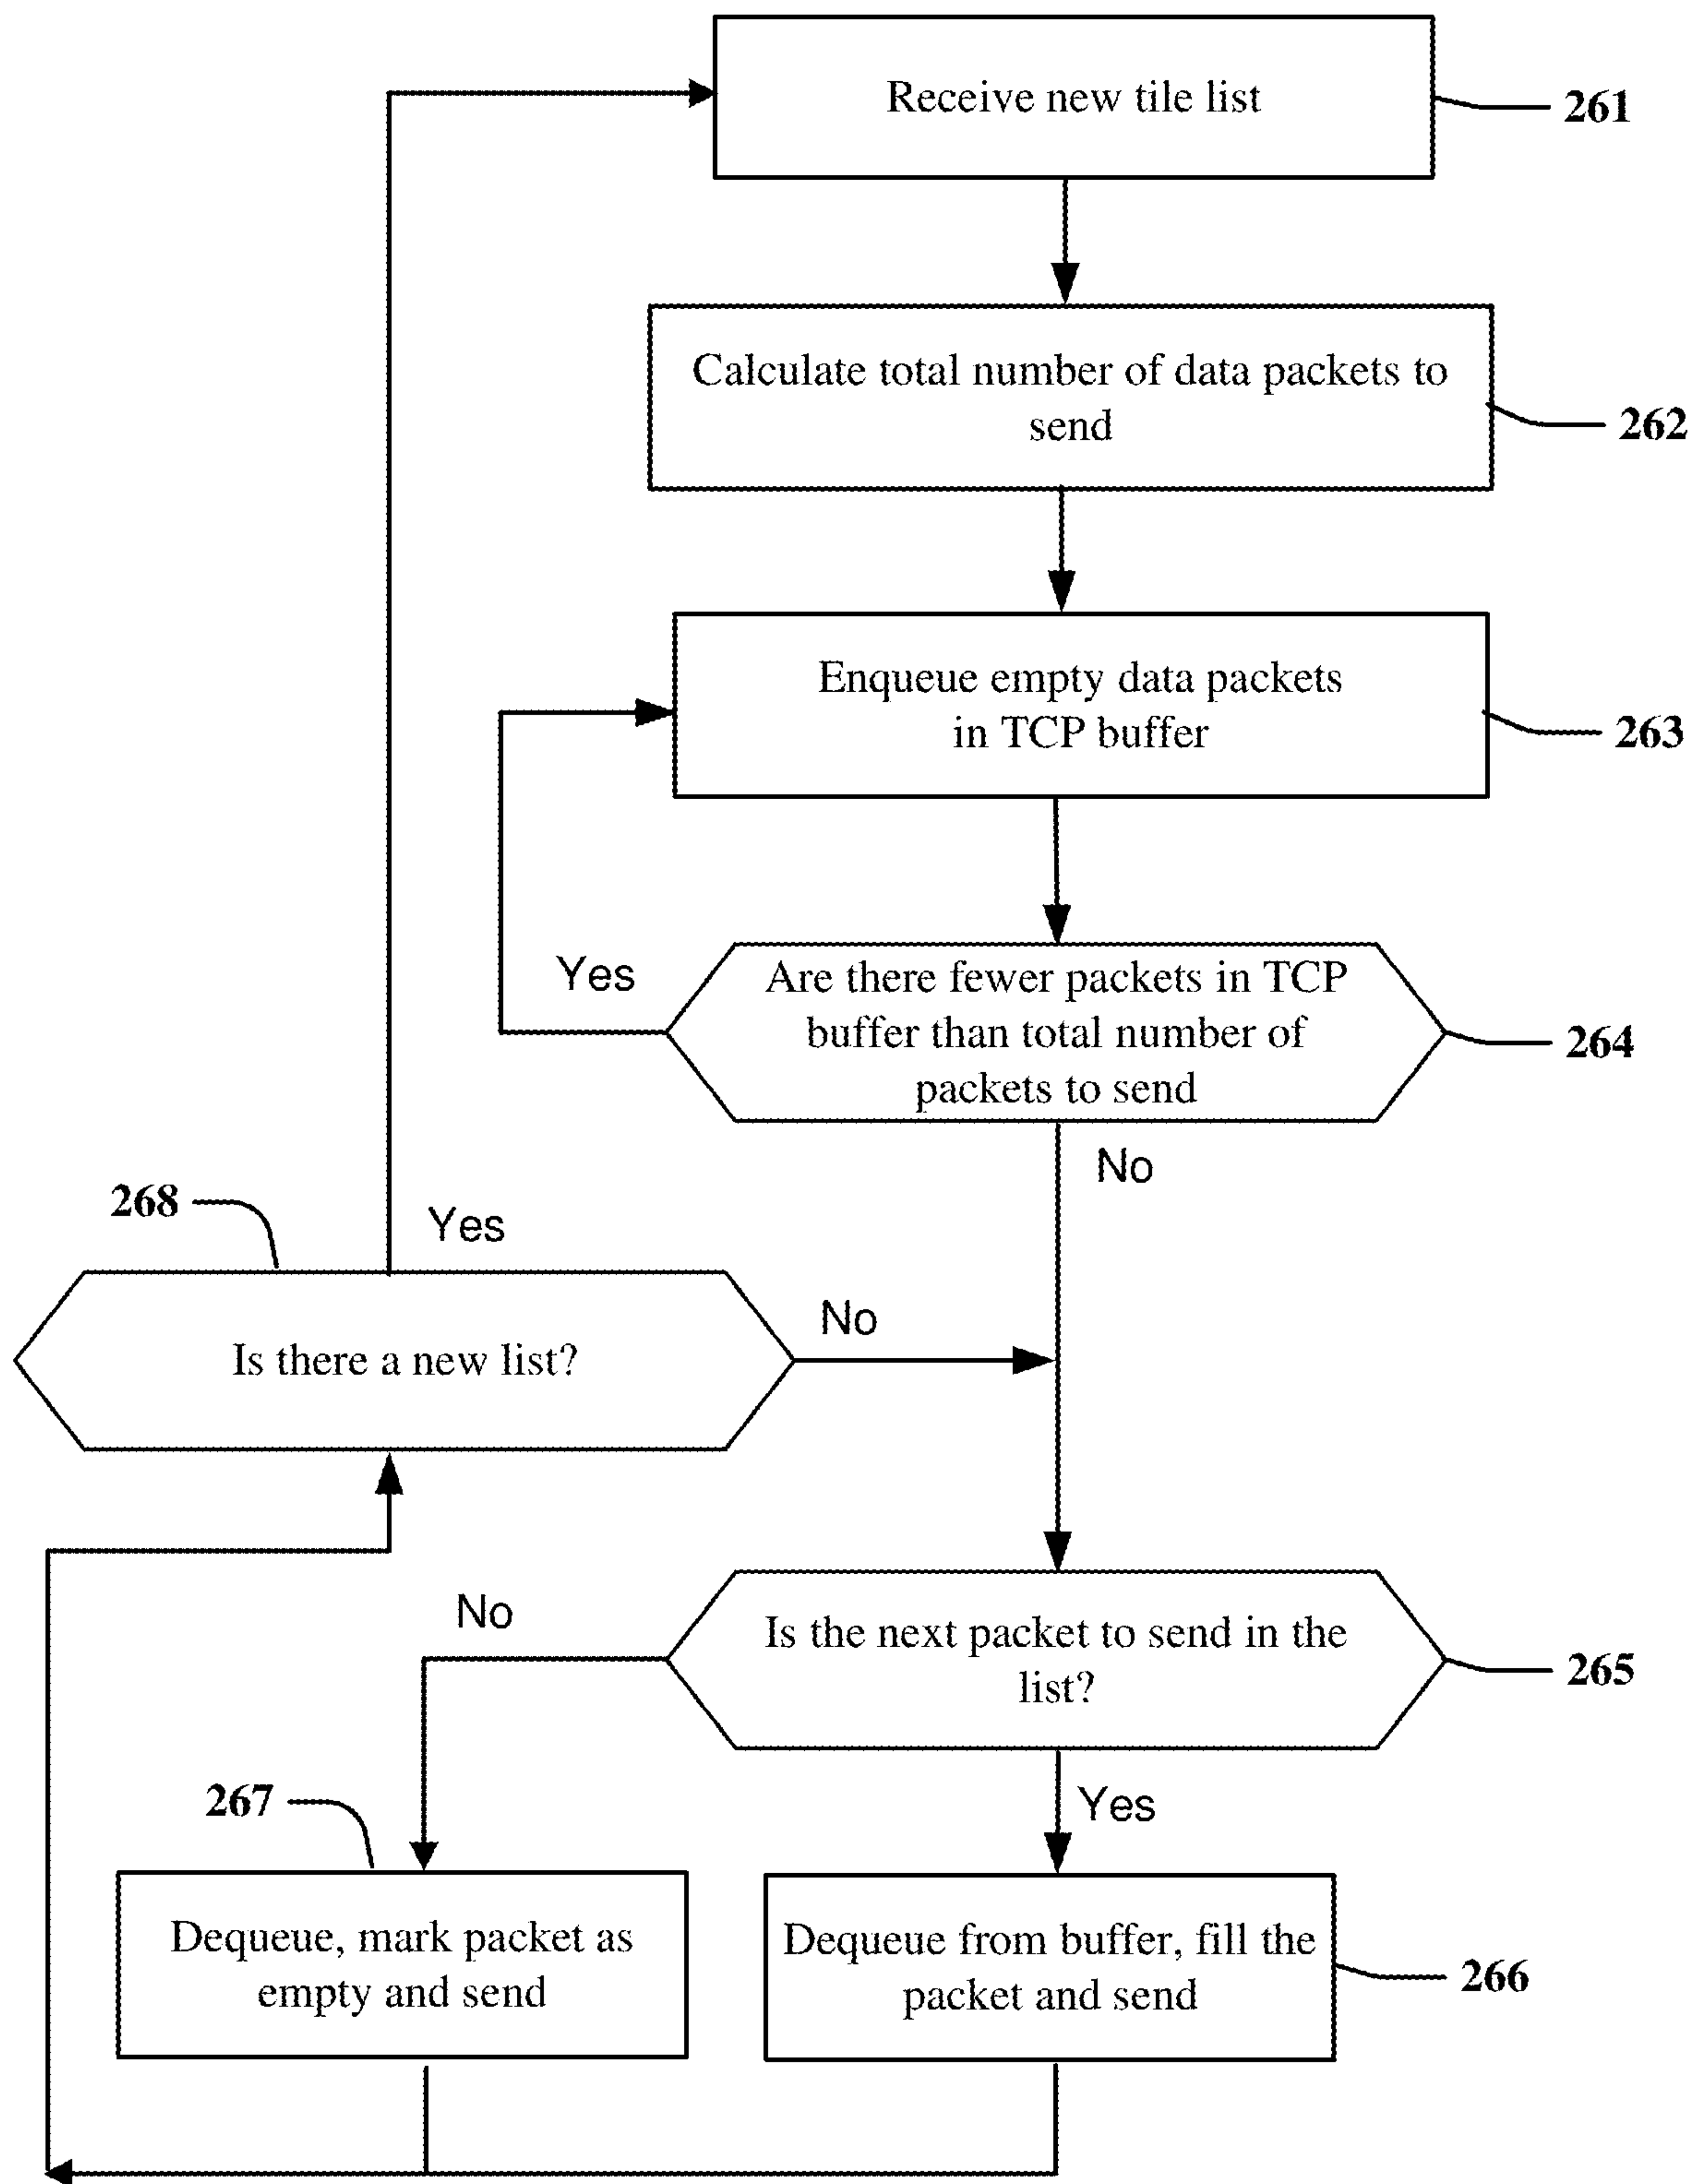 Receive new tile list
261
Calculate total number of data packets to
send
262
Enqueue empty data packets
in TCP buffer
263
Yes
Are there fewer packets in TCP
buffer than total number of
packets to send
264
No
268
Yes
Is there a new list?
No
No
Is the next packet to send in the
list?
265
Yes
267
Dequeue, mark packet as
empty and send
Dequeue from buffer, fill the
packet and send
266